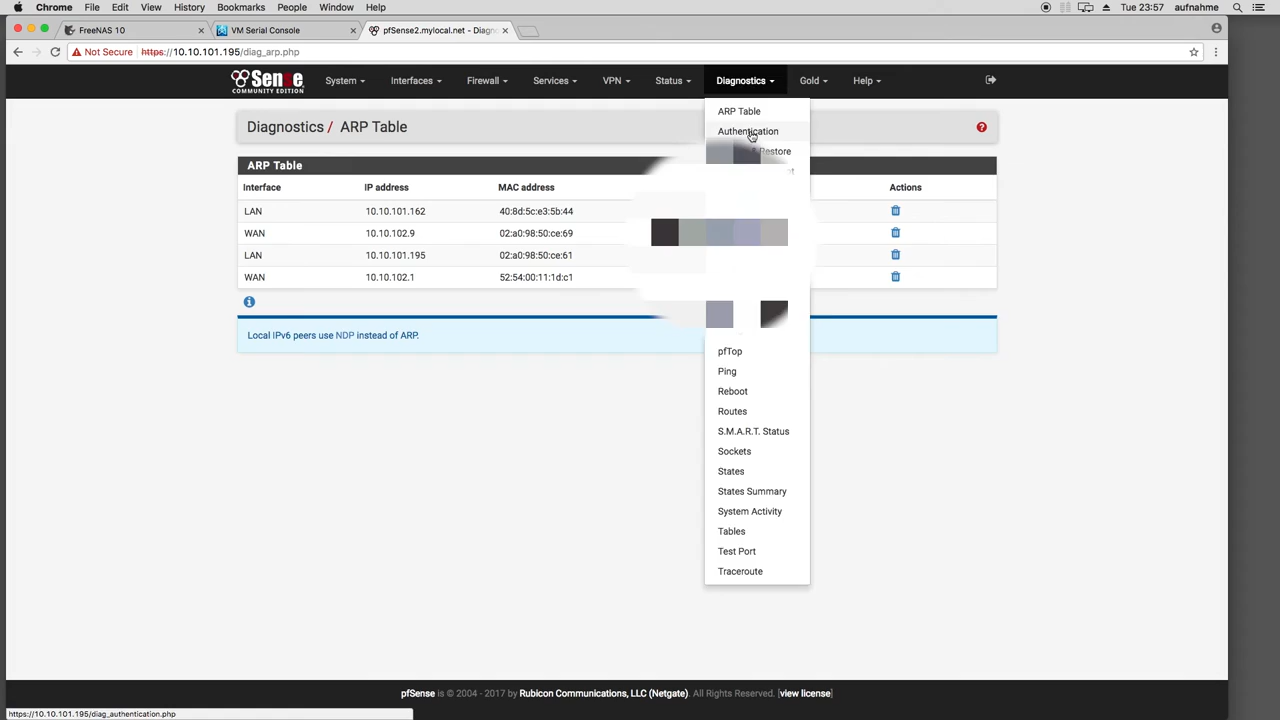 Chrome File Edit View History Bookmarks People Window Help Tue 23:57 aufnahme
FreeNAS 10 VM Serial Console pfSense2.mylocal.net - Diagno
Not Secure https://10.10.101.195/diag_arp.php
Sense System Interfaces Firewall Services VPN Status Diagnostics Gold Help
COMMUNITY EDITION
Diagnostics / ARP Table
ARP Table
Interface IP address MAC address Actions
LAN 10.10.101.162 40:8d:5c:e3:5b:44
WAN 10.10.102.9 02:a0:98:50:ce:69
LAN 10.10.101.195 02:a0:98:50:ce:61
WAN 10.10.102.1 52:54:00:11:1d:c1
Local IPv6 peers use NDP instead of ARP.
ARP Table
Authentication
& Restore
pfTop
Ping
Reboot
Routes
S.M.A.R.T. Status
Sockets
States
States Summary
System Activity
Tables
Test Port
Traceroute
pfSense is © 2004 - 2017 by Rubicon Communications, LLC (Netgate). All Rights Reserved. [view license]
https://10.10.101.195/diag_authentication.php